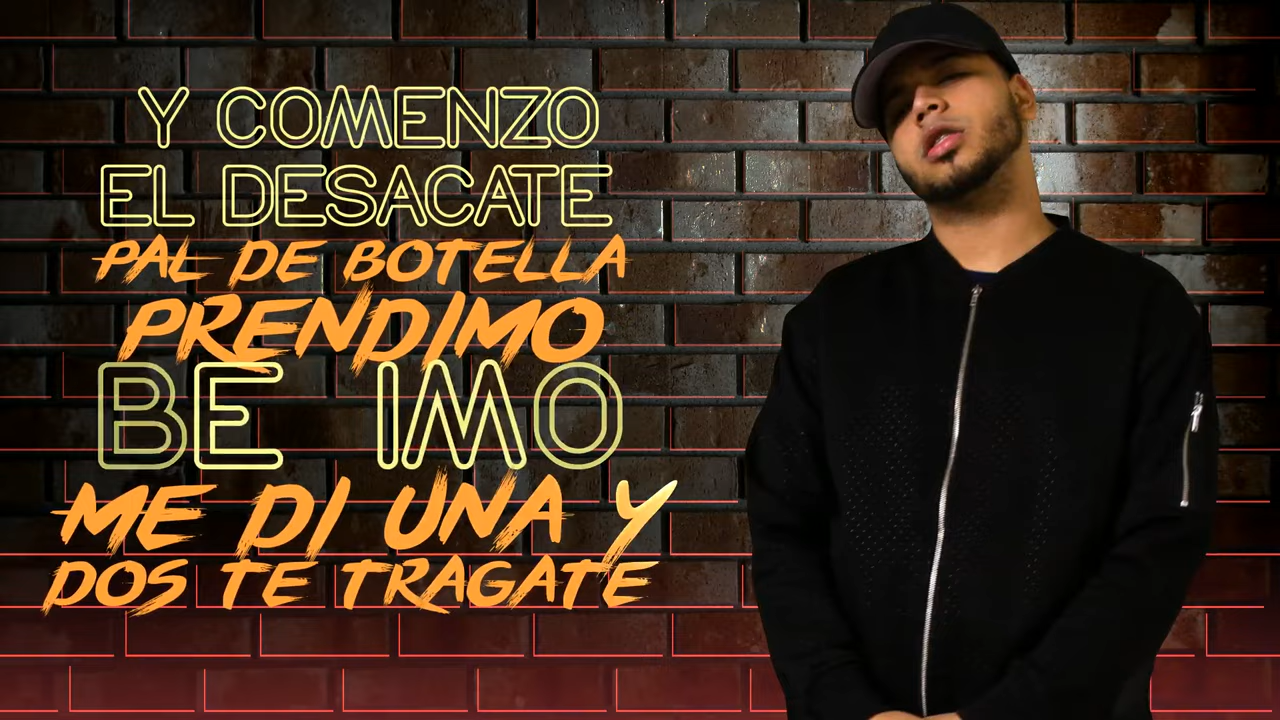 Y COMENZO
EL DESACATE
PAL DE BOTELLA
PRENDIMO
BE IMO
ME DI UNA Y
DOS TE TRAGATE